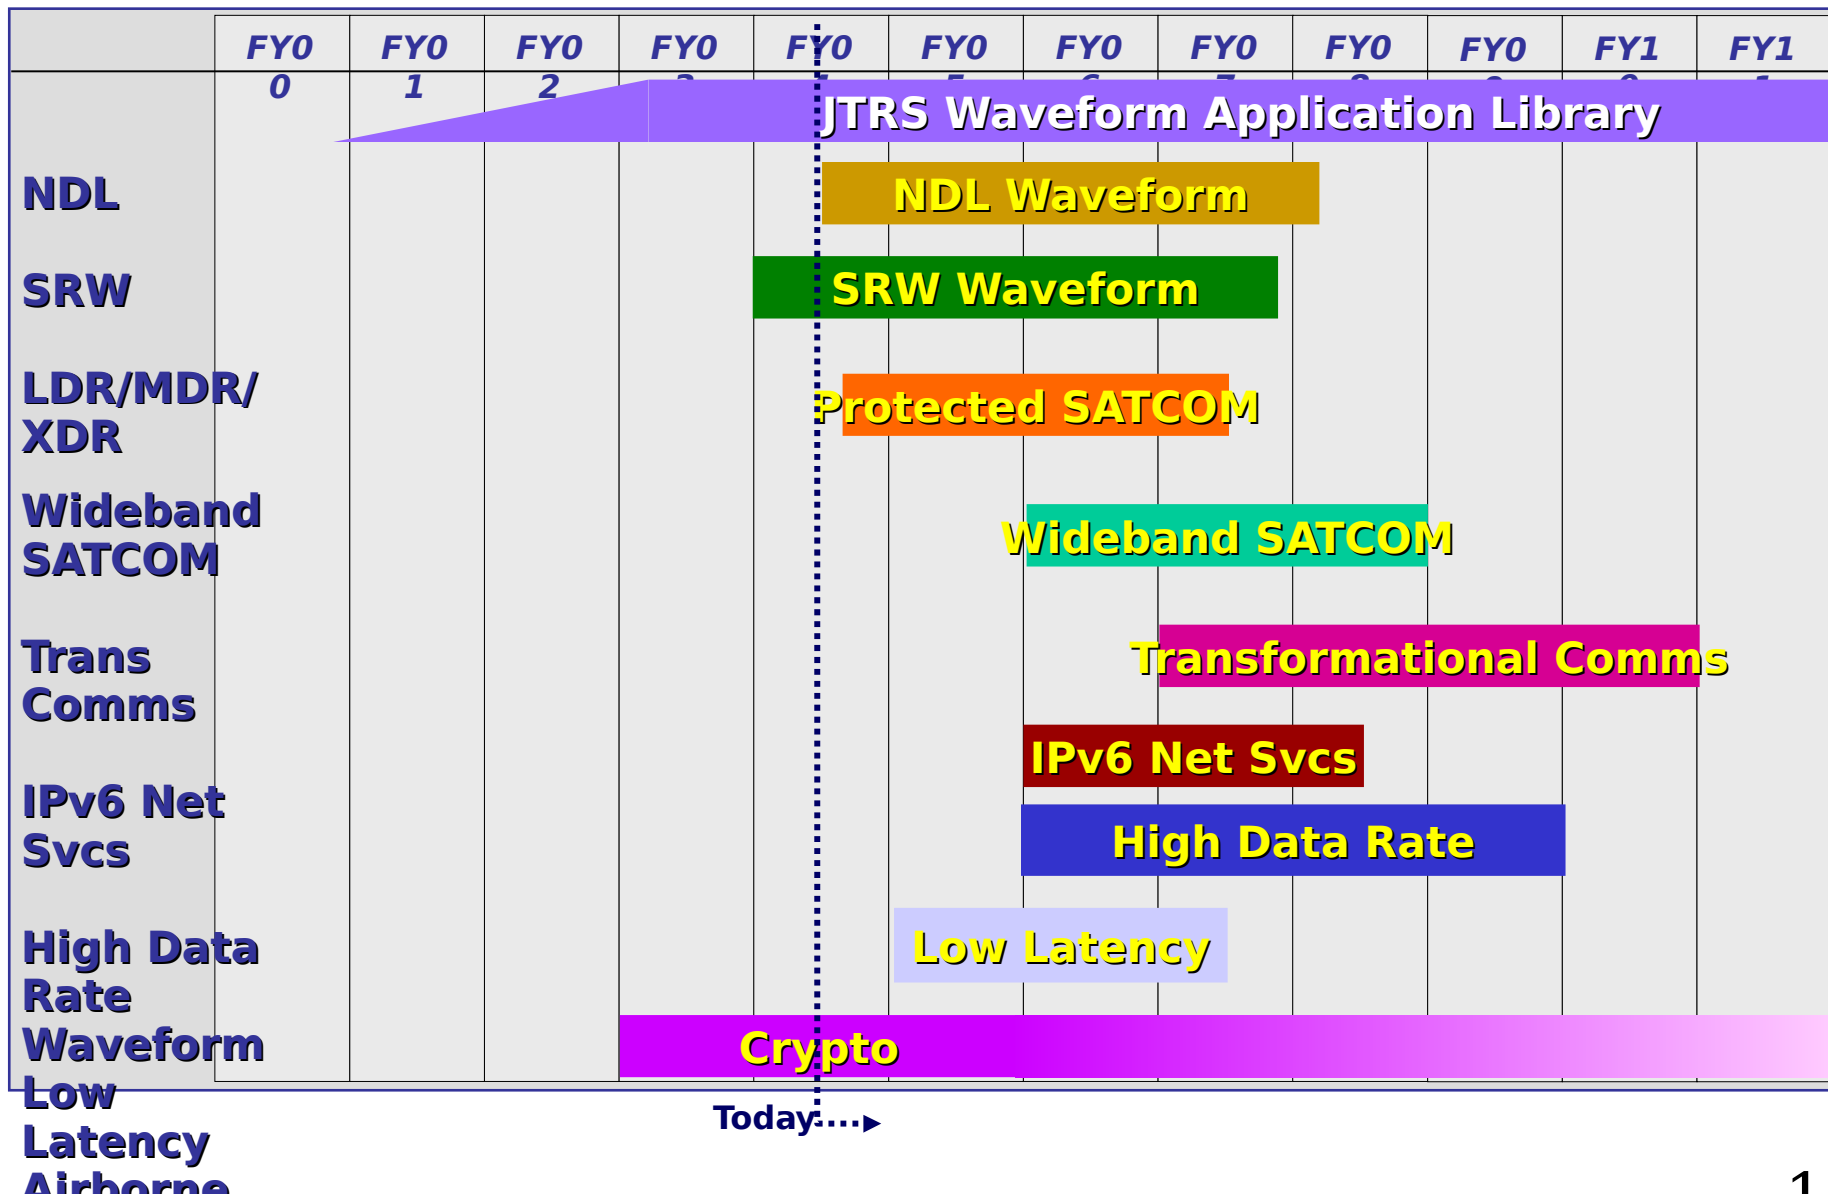 FY0 FY0 FY0 FY0 FY0 FY0 FY0 FY0 FY0 FY0 FY1 FY1
0 1 2
JTRS Waveform Application Library
NDL
NDL Waveform
SRW
SRW Waveform
LDR/MDR/
XDR
Protected SATCOM
Wideband
SATCOM
Wideband SATCOM
Trans
Comms
Transformational Comms
IPv6 Net Svcs
IPv6 Net
Svcs
High Data Rate
High Data
Rate
Waveform
Low Latency
Crypto
Low
Latency
Airborne
Today
1